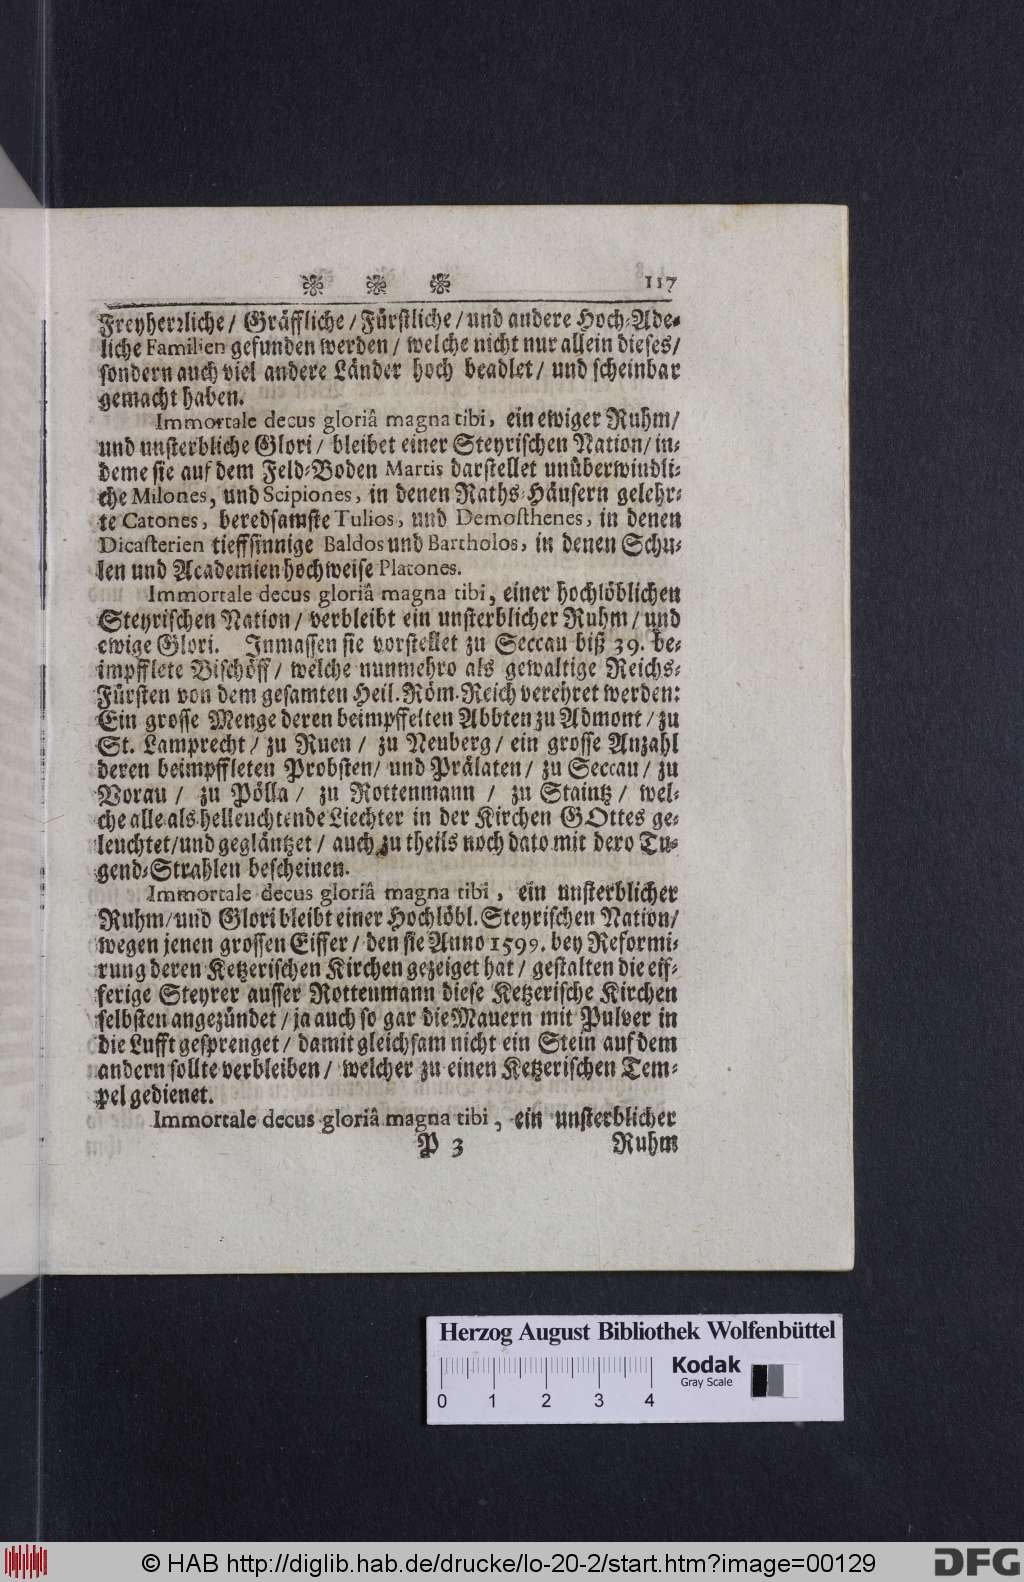 117
Freyherrliche / Gräffliche / Fürstliche / und andere Hoch-Ade-
liche Familien gefunden werden / welche nicht nur allein dieses /
sondern auch viel andere Länder hoch beadlet / und scheinbar
gemacht haben.
Immortale decus gloriâ magna tibi, ein ewiger Ruhm /
und unsterbliche Glori / bleibet einer Steyrischen Nation / in-
deme sie auf dem Feld-Boden Martis darstellet unüberwindli-
che Milones, und Scipiones, in denen Raths-Häusern gelehr-
te Catones, beredsamste Tulios, und Demosthenes, in denen
Dicasterien tieffsinnige Baldos und Bartholos, in denen Schu-
len und Academien hochweise Platones.
Immortale decus gloriâ magna tibi, einer hochlöblichen
Steyrischen Nation / verbleibt ein unsterblicher Ruhm / und
ewige Glori. Inmassen sie vorstellet zu Seccau biß 39. be-
impfflete Bischöff / welche nunmehro als gewaltige Reichs-
Fürsten von dem gesamten Heil. Röm. Reich verehret werden:
Ein grosse Menge deren beimpffelten Abbten zu Admont / zu
St. Lamprecht / zu Ruen / zu Neuberg / ein grosse Anzahl
deren beimpffleten Probsten / und Prälaten / zu Seccau / zu
Vorau / zu Pölla / zu Rottenmann / zu Staintz / wel-
che alle als helleuchtende Liechter in der Kirchen GOttes ge-
leuchtet / und gegläntzet / auch zu theils noch dato mit dero Tu-
gend-Strahlen bescheinen.
Immortale decus gloriâ magna tibi, ein unsterblicher
Ruhm / und Glori bleibt einer Hochlöbl. Steyrischen Nation /
wegen jenen grossen Eiffer / den sie Anno 1599. bey Reformi-
rung deren Ketzerischen Kirchen gezeiget hat / gestalten die eif-
ferige Steyrer ausser Rottenmann diese Ketzerische Kirchen
selbsten angezündet / ja auch so gar die Mauern mit Pulver in
die Lufft gesprenget / damit gleichsam nicht ein Stein auf dem
andern sollte verbleiben / welcher zu einen Ketzerischen Tem-
pel gedienet.
Immortale decus gloriâ magna tibi, ein unsterblicher
P 3 Ruhm
Herzog August Bibliothek Wolfenbüttel
Kodak
Gray Scale
0 1 2 3 4
© HAB http://diglib.hab.de/drucke/lo-20-2/start.htm?image=00129
DFG